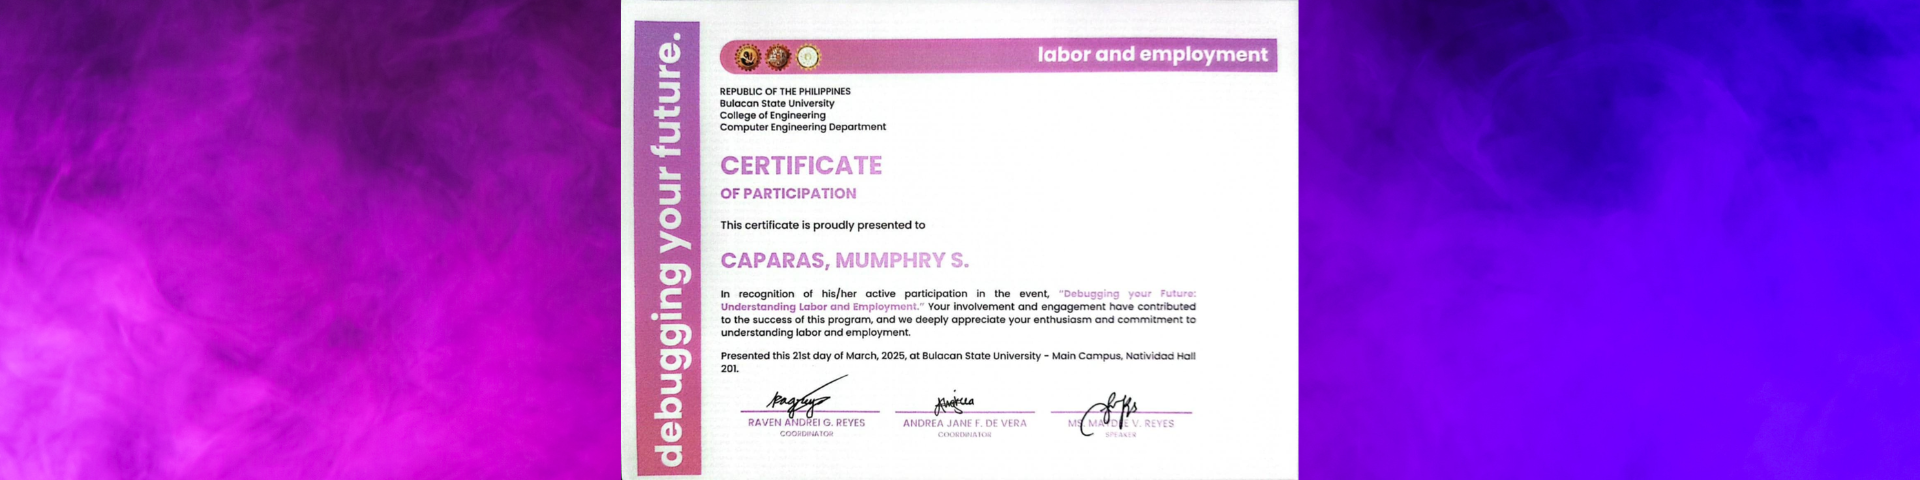 debugging your future.
labor and employment
REPUBLIC OF THE PHILIPPINES
Bulacan State University
College of Engineering
Computer Engineering Department
CERTIFICATE
OF PARTICIPATION
This certificate is proudly presented to
CAPARAS, MUMPHRY S.
In recognition of his/her active participation in the event, "Debugging your Future:
Understanding Labor and Employment." Your involvement and engagement have contributed
to the success of this program, and we deeply appreciate your enthusiasm and commitment to
understanding labor and employment.
Presented this 21st day of March, 2025, at Bulacan State University - Main Campus, Natividad Hall
201.
RAVEN ANDREI G. REYES
COORDINATOR
ANDREA JANE F. DE VERA
COORDINATOR
MS. V. REYES
SPEAKER